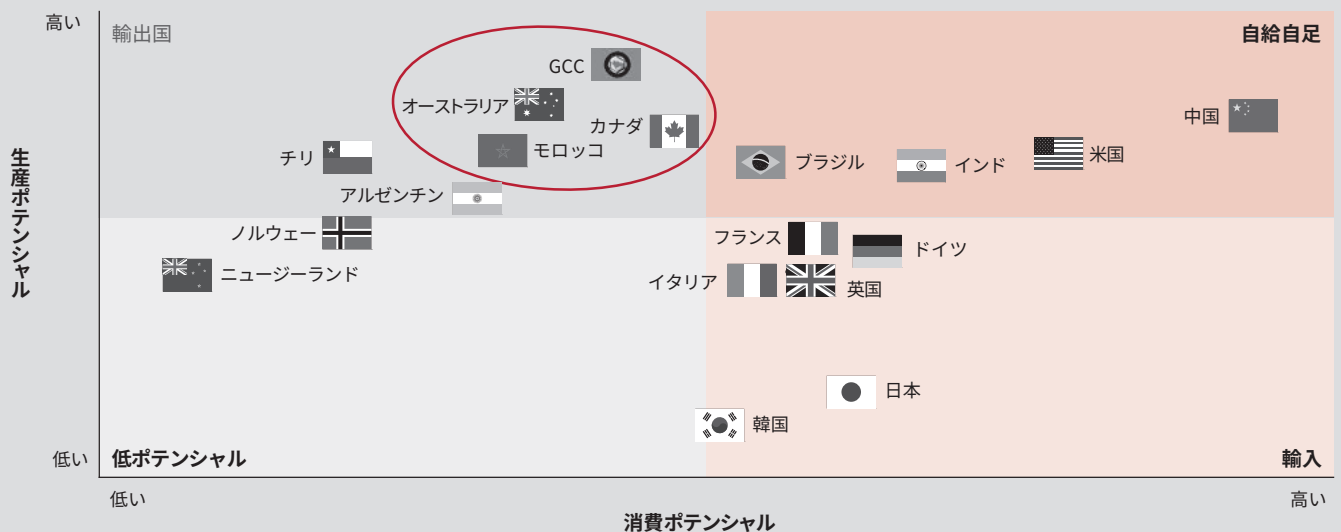 高い
輸出国
自給自足
GCC
オーストラリア
カナダ
中国
モロッコ
チリ
ブラジル
インド
米国
アルゼンチン
生産ポテンシャル
ノルウェー
フランス
ドイツ
ニュージーランド
イタリア
英国
日本
韓国
低い
低ポテンシャル
輸入
低い
高い
消費ポテンシャル